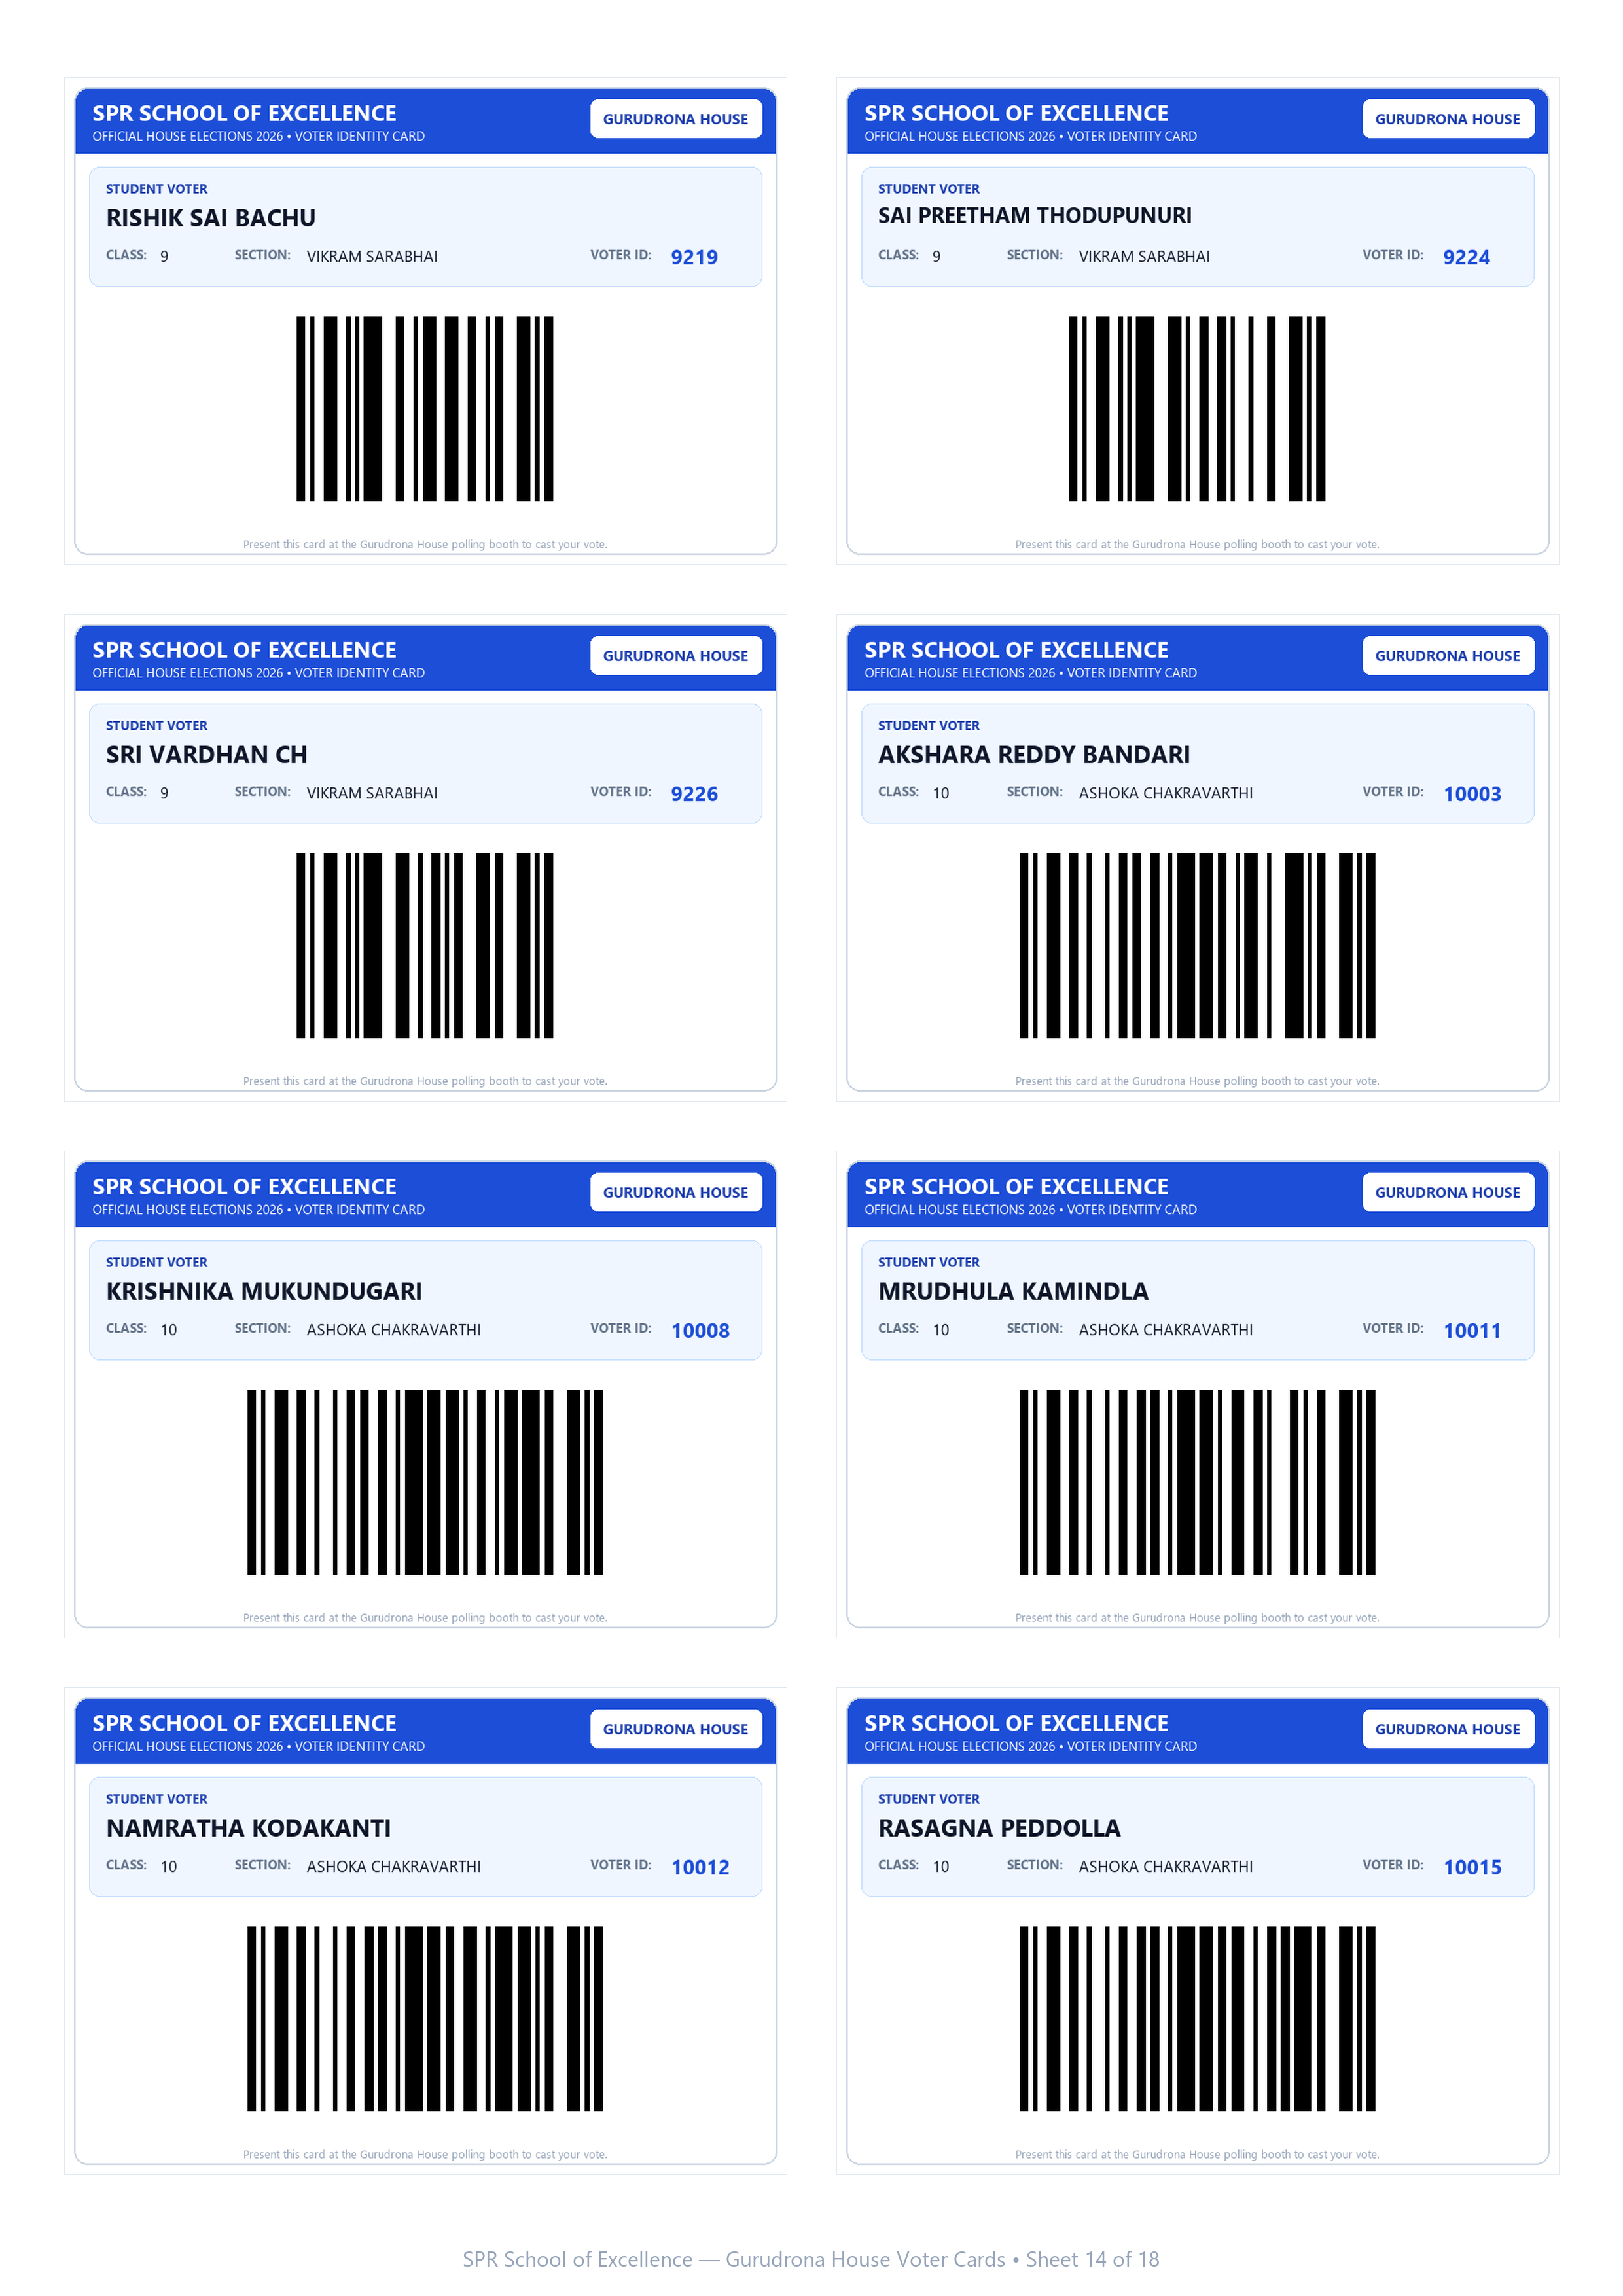 SPR SCHOOL OF EXCELLENCE
OFFICIAL HOUSE ELECTIONS 2026 • VOTER IDENTITY CARD
GURUDRONA HOUSE
STUDENT VOTER
RISHIK SAI BACHU
CLASS: 9 SECTION: VIKRAM SARABHAI VOTER ID: 9219
Present this card at the Gurudrona House polling booth to cast your vote.
SPR SCHOOL OF EXCELLENCE
OFFICIAL HOUSE ELECTIONS 2026 • VOTER IDENTITY CARD
GURUDRONA HOUSE
STUDENT VOTER
SAI PREETHAM THODUPUNURI
CLASS: 9 SECTION: VIKRAM SARABHAI VOTER ID: 9224
Present this card at the Gurudrona House polling booth to cast your vote.
SPR SCHOOL OF EXCELLENCE
OFFICIAL HOUSE ELECTIONS 2026 • VOTER IDENTITY CARD
GURUDRONA HOUSE
STUDENT VOTER
SRI VARDHAN CH
CLASS: 9 SECTION: VIKRAM SARABHAI VOTER ID: 9226
Present this card at the Gurudrona House polling booth to cast your vote.
SPR SCHOOL OF EXCELLENCE
OFFICIAL HOUSE ELECTIONS 2026 • VOTER IDENTITY CARD
GURUDRONA HOUSE
STUDENT VOTER
AKSHARA REDDY BANDARI
CLASS: 10 SECTION: ASHOKA CHAKRAVARTHI VOTER ID: 10003
Present this card at the Gurudrona House polling booth to cast your vote.
SPR SCHOOL OF EXCELLENCE
OFFICIAL HOUSE ELECTIONS 2026 • VOTER IDENTITY CARD
GURUDRONA HOUSE
STUDENT VOTER
KRISHNIKA MUKUNDUGARI
CLASS: 10 SECTION: ASHOKA CHAKRAVARTHI VOTER ID: 10008
Present this card at the Gurudrona House polling booth to cast your vote.
SPR SCHOOL OF EXCELLENCE
OFFICIAL HOUSE ELECTIONS 2026 • VOTER IDENTITY CARD
GURUDRONA HOUSE
STUDENT VOTER
MRUDHULA KAMINDLA
CLASS: 10 SECTION: ASHOKA CHAKRAVARTHI VOTER ID: 10011
Present this card at the Gurudrona House polling booth to cast your vote.
SPR SCHOOL OF EXCELLENCE
OFFICIAL HOUSE ELECTIONS 2026 • VOTER IDENTITY CARD
GURUDRONA HOUSE
STUDENT VOTER
NAMRATHA KODAKANTI
CLASS: 10 SECTION: ASHOKA CHAKRAVARTHI VOTER ID: 10012
Present this card at the Gurudrona House polling booth to cast your vote.
SPR SCHOOL OF EXCELLENCE
OFFICIAL HOUSE ELECTIONS 2026 • VOTER IDENTITY CARD
GURUDRONA HOUSE
STUDENT VOTER
RASAGNA PEDDOLLA
CLASS: 10 SECTION: ASHOKA CHAKRAVARTHI VOTER ID: 10015
Present this card at the Gurudrona House polling booth to cast your vote.
SPR School of Excellence — Gurudrona House Voter Cards • Sheet 14 of 18